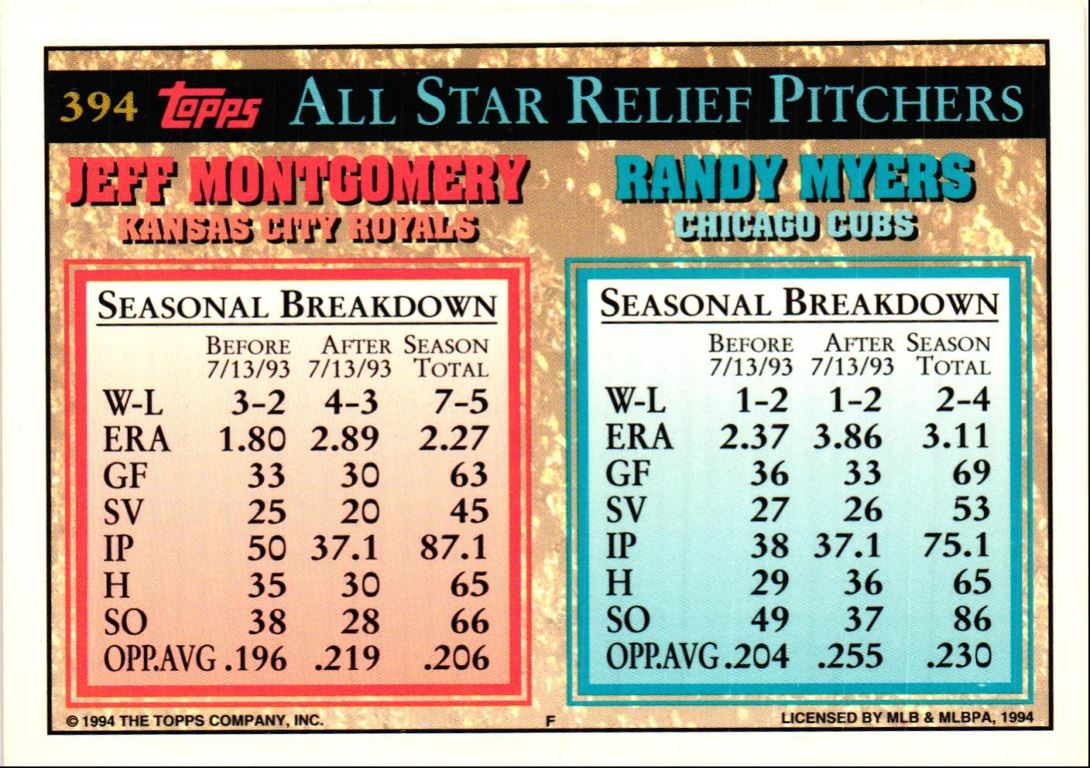 394 Topps ALL STAR RELIEF PITCHERS
JEFF MONTGOMERY
KANSAS CITY ROYALS
SEASONAL BREAKDOWN
BEFORE AFTER SEASON
7/13/93 7/13/93 TOTAL
W-L 3-2 4-3 7-5
ERA 1.80 2.89 2.27
GF 33 30 63
SV 25 20 45
IP 50 37.1 87.1
H 35 30 65
SO 38 28 66
OPP.AVG .196 .219 .206
RANDY MYERS
CHICAGO CUBS
SEASONAL BREAKDOWN
BEFORE AFTER SEASON
7/13/93 7/13/93 TOTAL
W-L 1-2 1-2 2-4
ERA 2.37 3.86 3.11
GF 36 33 69
SV 27 26 53
IP 38 37.1 75.1
H 29 36 65
SO 49 37 86
OPP.AVG .204 .255 .230
© 1994 THE TOPPS COMPANY, INC. F LICENSED BY MLB & MLBPA, 1994